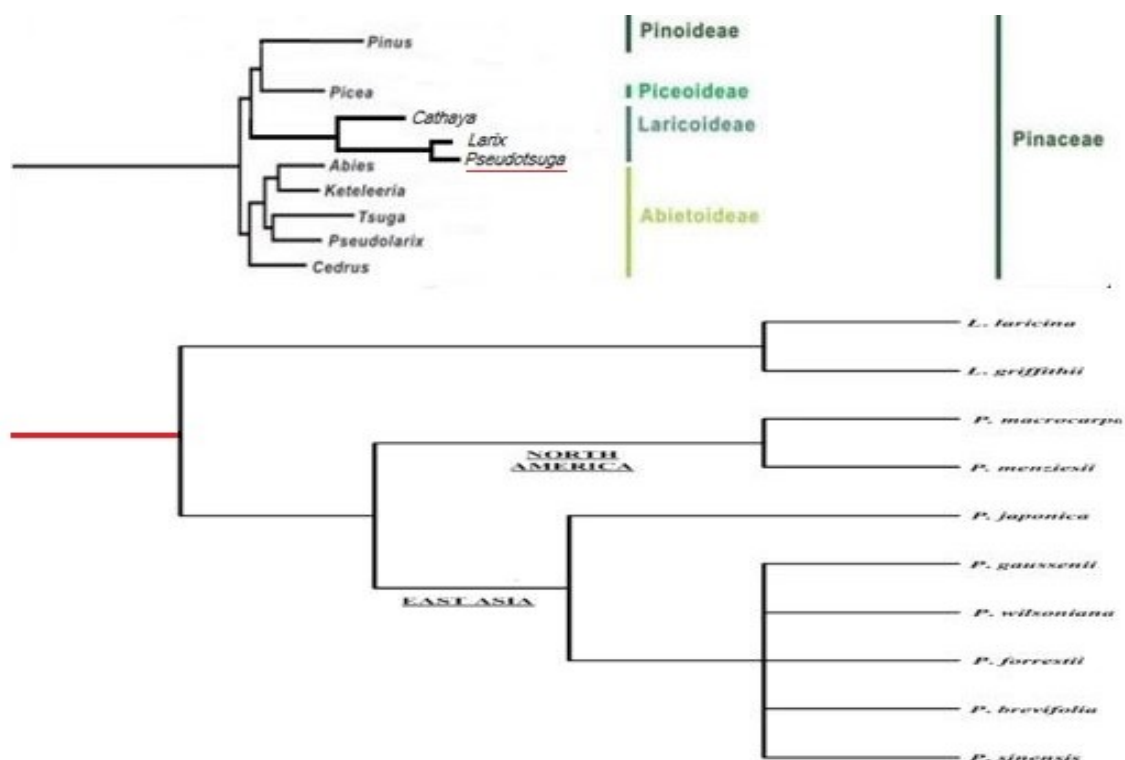 Pinus
Picea
Cathaya
Larix
Pseudotsuga
Abies
Keteleeria
Tsuga
Pseudolarix
Cedrus
Pinoideae
Piceoideae
Laricoideae
Abietoideae
Pinaceae
L. laricina
L. griffithii
P. macrocarpa
NORTH
AMERICA
P. menziesii
P. japonica
P. gaussenii
EAST ASIA
P. wilsoniana
P. forrestii
P. brevifolia
P. sinensis